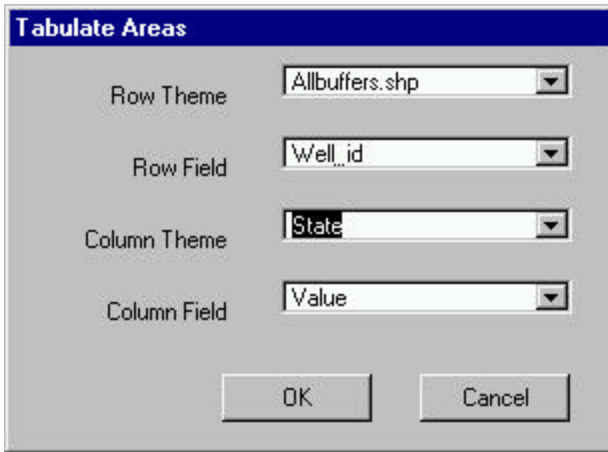 Tabulate Areas
Row Theme Allbuffers.shp
Row Field Well_id
Column Theme State
Column Field Value
OK Cancel